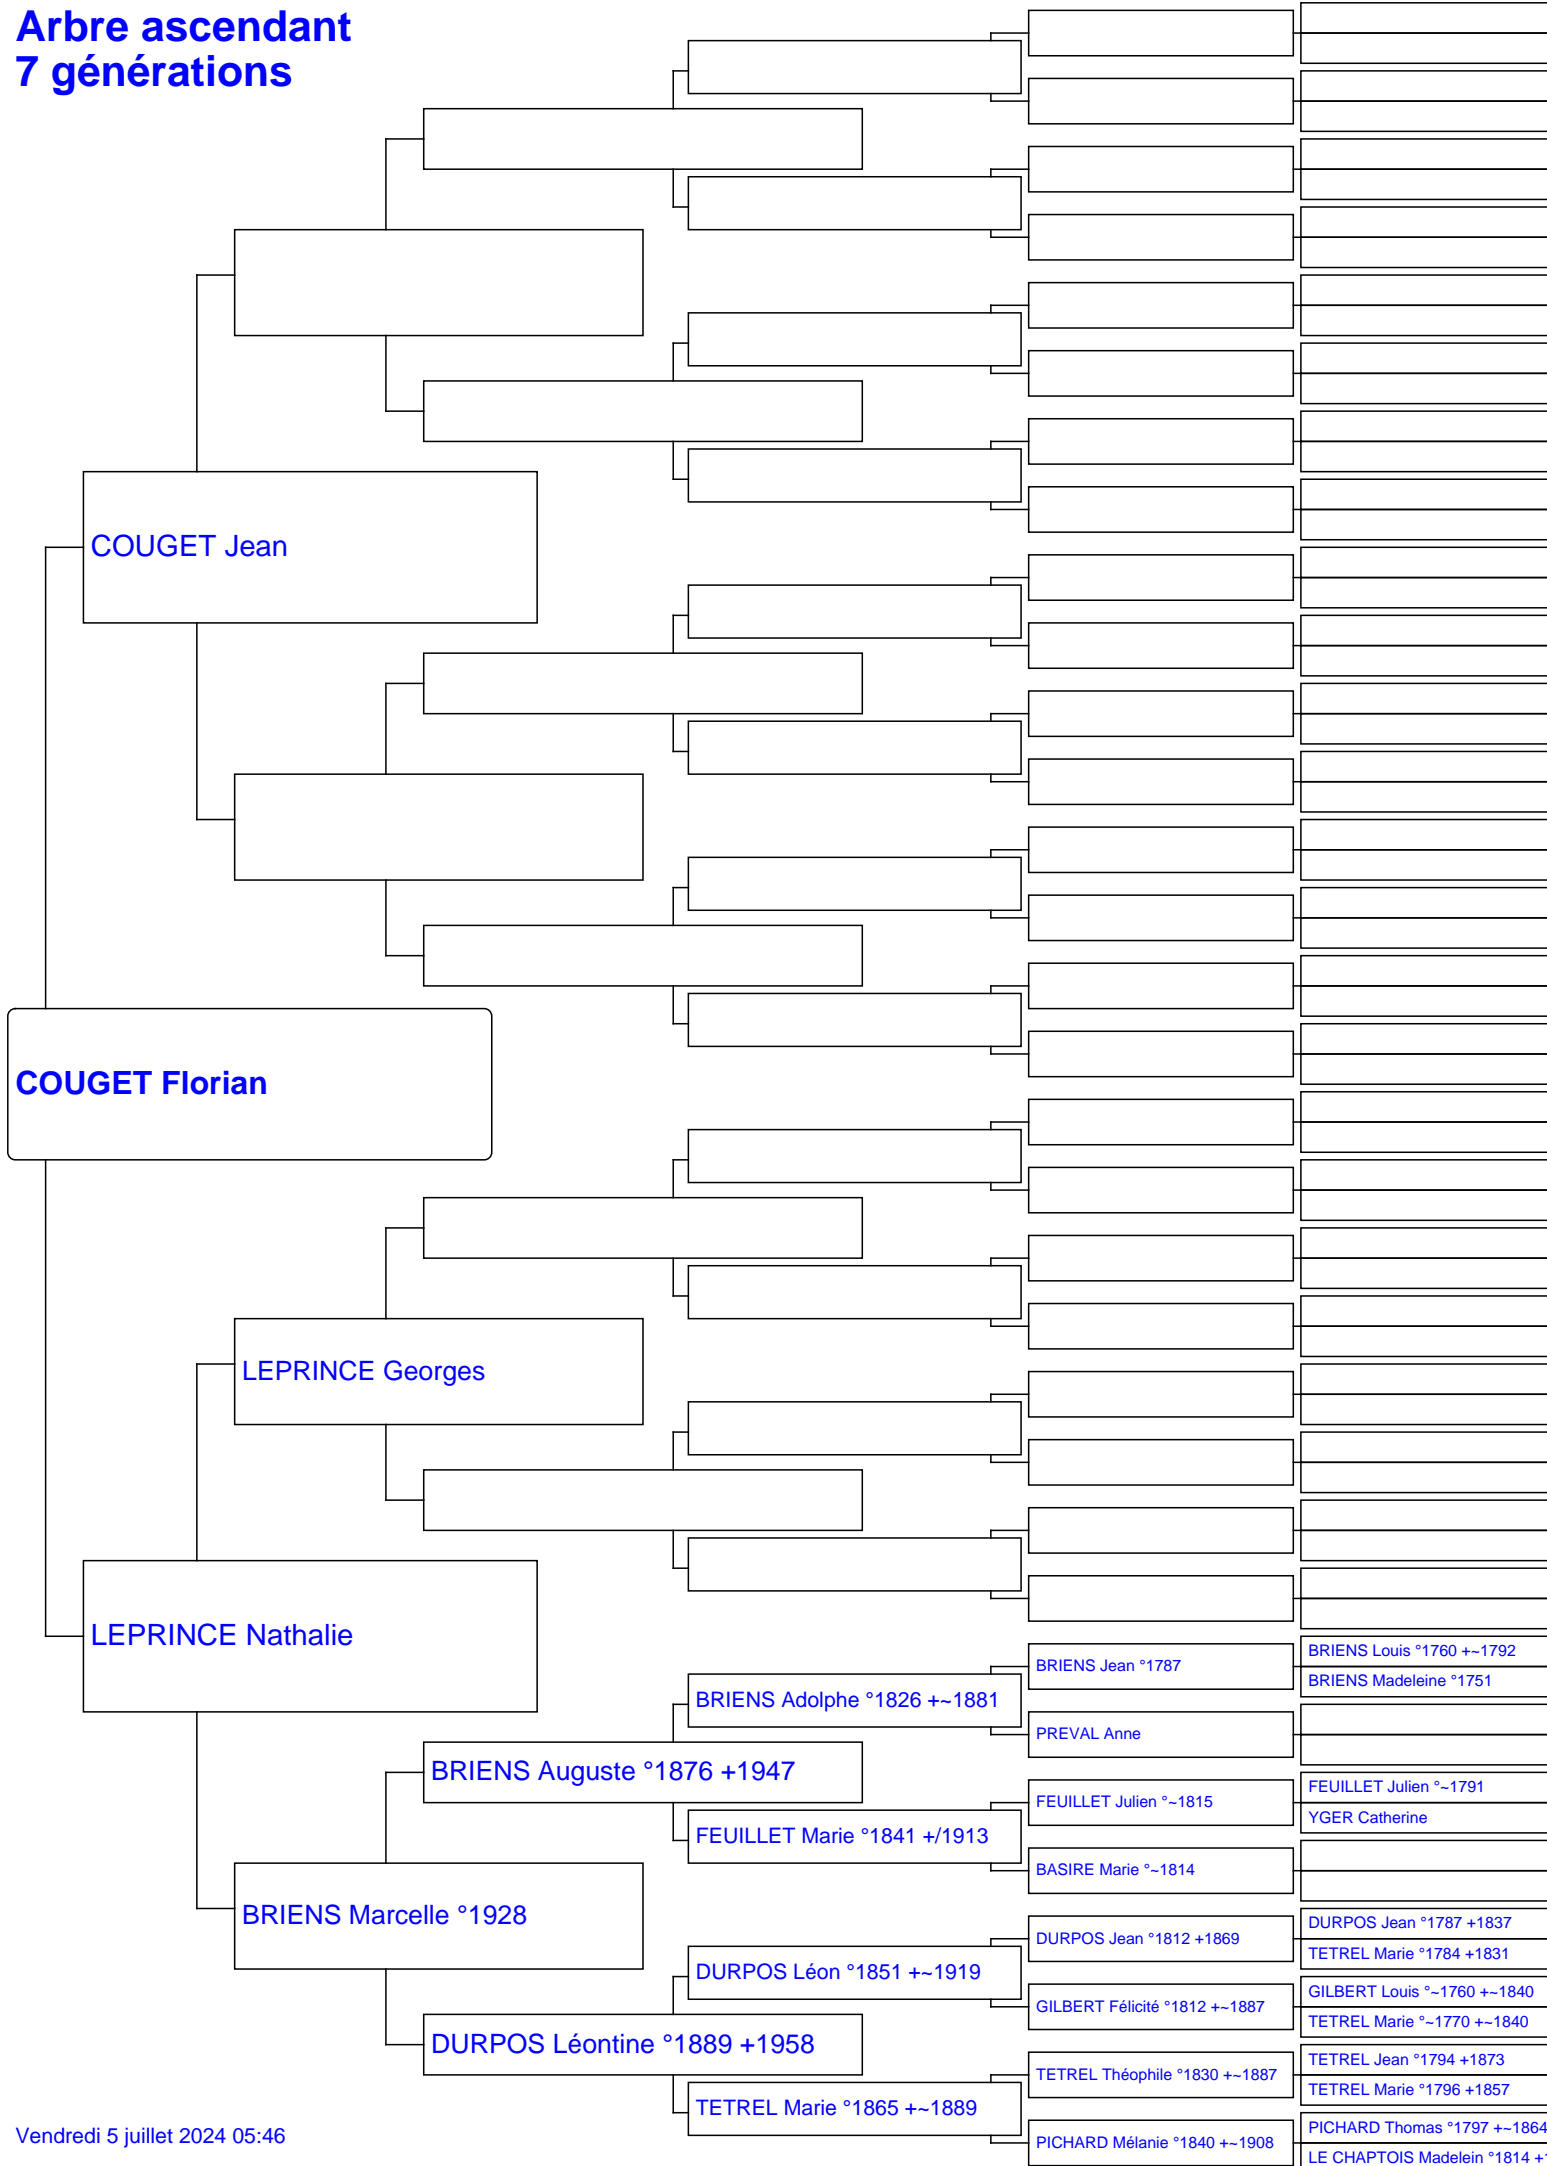 Arbre ascendant
7 générations
COUGET Jean
COUGET Florian
LEPRINCE Georges
LEPRINCE Nathalie
BRIENS Louis °1760 +~1792
BRIENS Jean °1787
BRIENS Madeleine °1751
BRIENS Adolphe °1826 +~1881
PREVAL Anne
BRIENS Auguste °1876 +1947
FEUILLET Julien °~1791
FEUILLET Julien °~1815
YGER Catherine
FEUILLET Marie °1841 +/1913
BASIRE Marie °~1814
BRIENS Marcelle °1928
DURPOS Jean °1787 +1837
DURPOS Jean °1812 +1869
TETREL Marie °1784 +1831
DURPOS Léon °1851 +~1919
GILBERT Louis °~1760 +~1840
GILBERT Félicité °1812 +~1887
TETREL Marie °~1770 +~1840
DURPOS Léontine °1889 +1958
TETREL Jean °1794 +1873
TETREL Théophile °1830 +~1887
TETREL Marie °1796 +1857
TETREL Marie °1865 +~1889
PICHARD Thomas °1797 +~1864
PICHARD Mélanie °1840 +~1908
LE CHAPTOIS Madelein °1814
Vendredi 5 juillet 2024 05:46